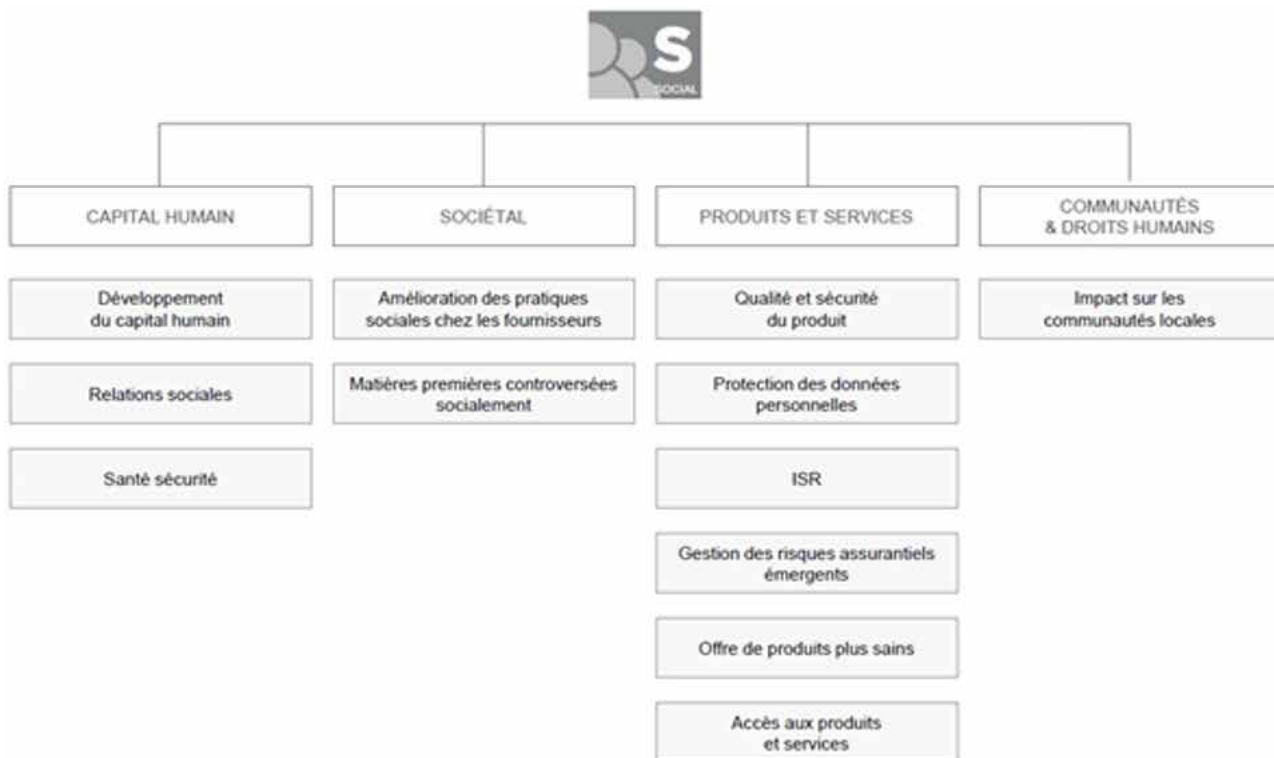 S
SOCIAL
CAPITAL HUMAIN
Développement
du capital humain
Relations sociales
Santé sécurité
SOCIÉTAL
Amélioration des pratiques
sociales chez les fournisseurs
Matières premières controversées
socialement
PRODUITS ET SERVICES
Qualité et sécurité
du produit
Protection des données
personnelles
ISR
Gestion des risques assurantiels
émergents
Offre de produits plus sains
Accès aux produits
et services
COMMUNAUTÉS
& DROITS HUMAINS
Impact sur les
communautés locales